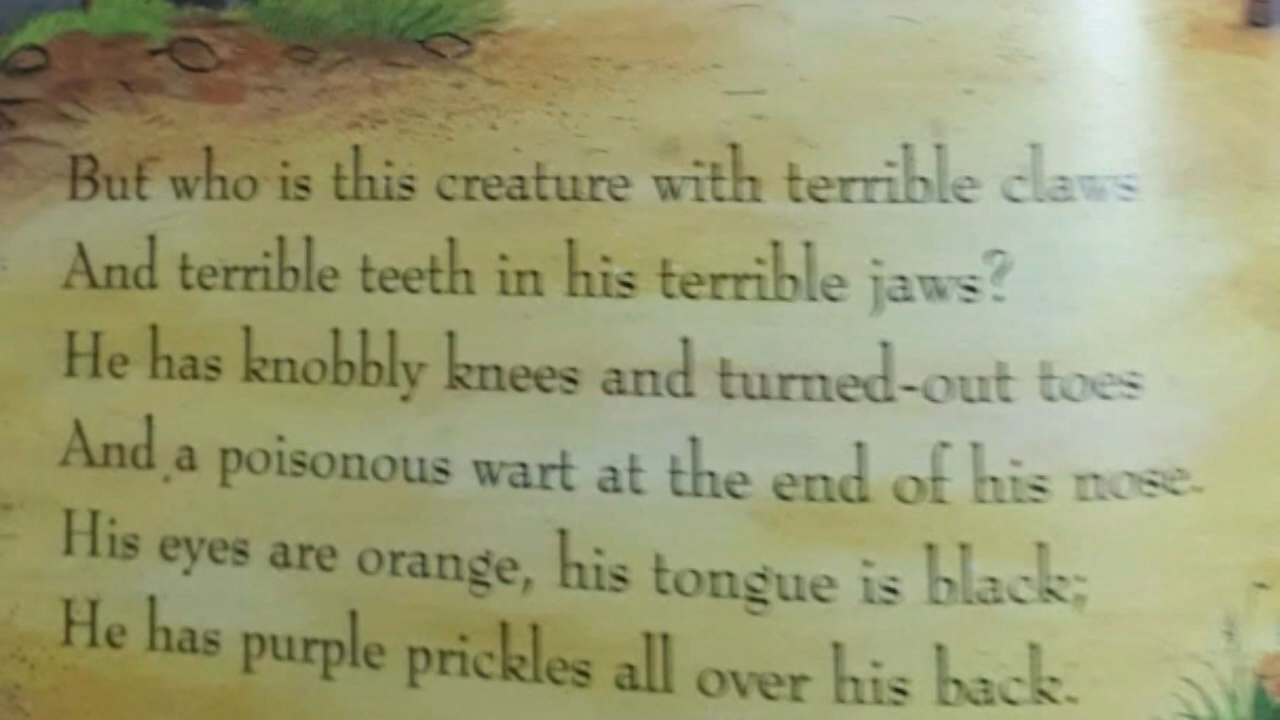 But who is this creature with terrible claws
And terrible teeth in his terrible jaws?
He has knobbly knees and turned-out toes
And a poisonous wart at the end of his nose.
His eyes are orange, his tongue is black;
He has purple prickles all over his back.